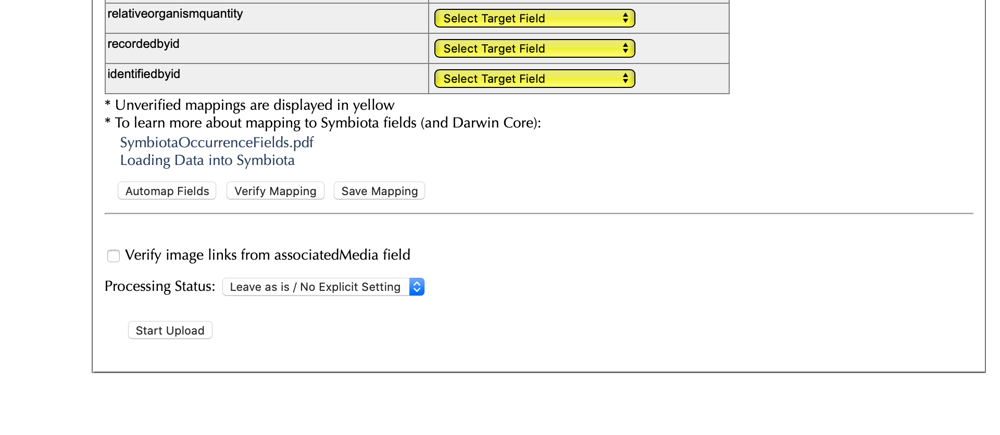 relativeorganismquantity Select Target Field
recordedbyid Select Target Field
identifiedbyid Select Target Field
* Unverified mappings are displayed in yellow
* To learn more about mapping to Symbiota fields (and Darwin Core):
SymbiotaOccurrenceFields.pdf
Loading Data into Symbiota
Automap Fields Verify Mapping Save Mapping
Verify image links from associatedMedia field
Processing Status: Leave as is / No Explicit Setting
Start Upload